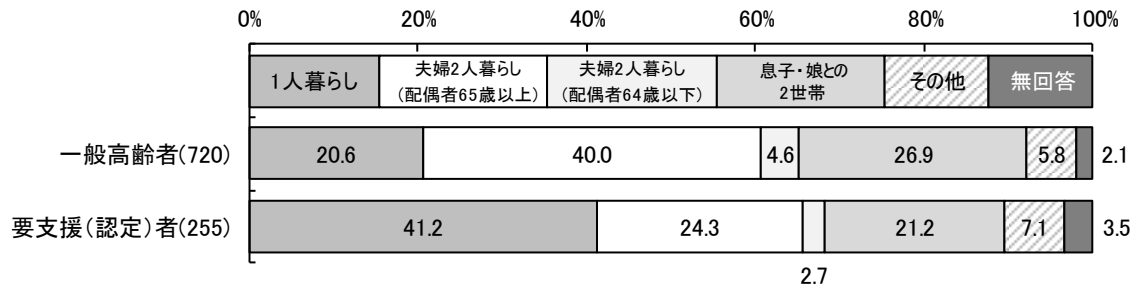 0% 20% 40% 60% 80% 100%
1人暮らし 夫婦2人暮らし(配偶者65歳以上) 夫婦2人暮らし(配偶者64歳以下) 息子・娘との2世帯 その他 無回答
一般高齢者(720) 20.6 40.0 4.6 26.9 5.8 2.1
要支援(認定)者(255) 41.2 24.3 21.2 7.1 3.5
2.7